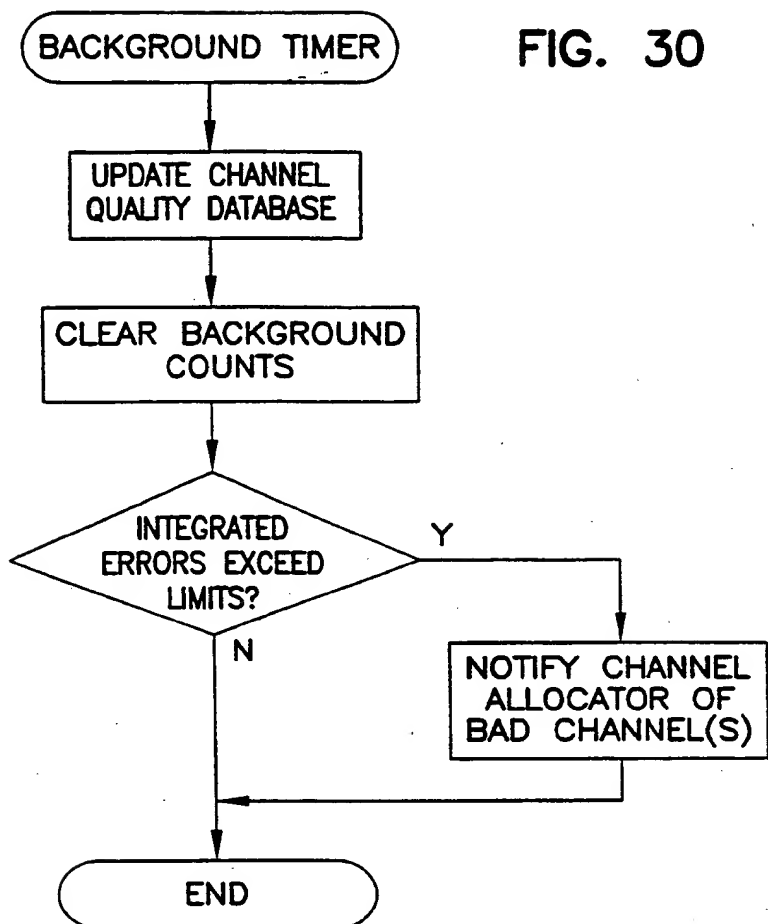 BACKGROUND TIMER
FIG. 30
UPDATE CHANNEL
QUALITY DATABASE
CLEAR BACKGROUND
COUNTS
INTEGRATED
ERRORS EXCEED
LIMITS?
Y
N
NOTIFY CHANNEL
ALLOCATOR OF
BAD CHANNEL(S)
END